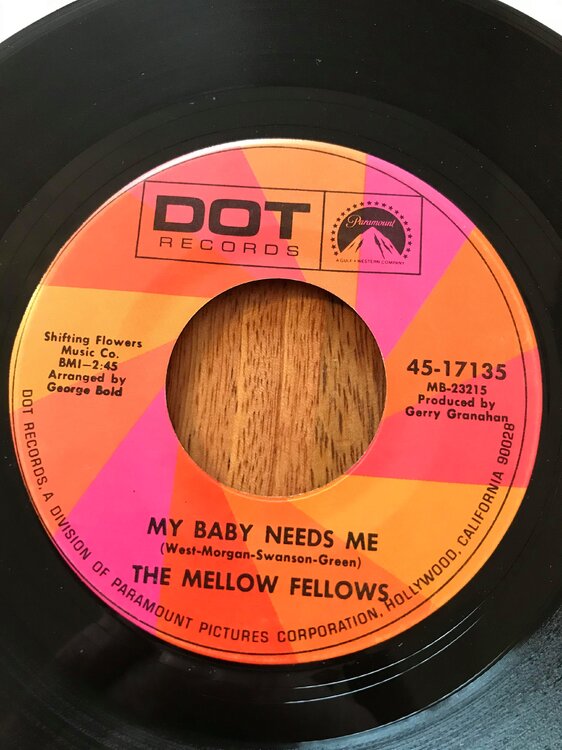 DOT
RECORDS
Paramount
A GULF + WESTERN COMPANY
Shifting Flowers
Music Co.
BMI-2:45
Arranged by
George Bold
45-17135
MB-23215
Produced by
Gerry Granahan
MY BABY NEEDS ME
(West-Morgan-Swanson-Green)
THE MELLOW FELLOWS
DOT RECORDS, A DIVISION OF PARAMOUNT PICTURES CORPORATION, HOLLYWOOD, CALIFORNIA 90028